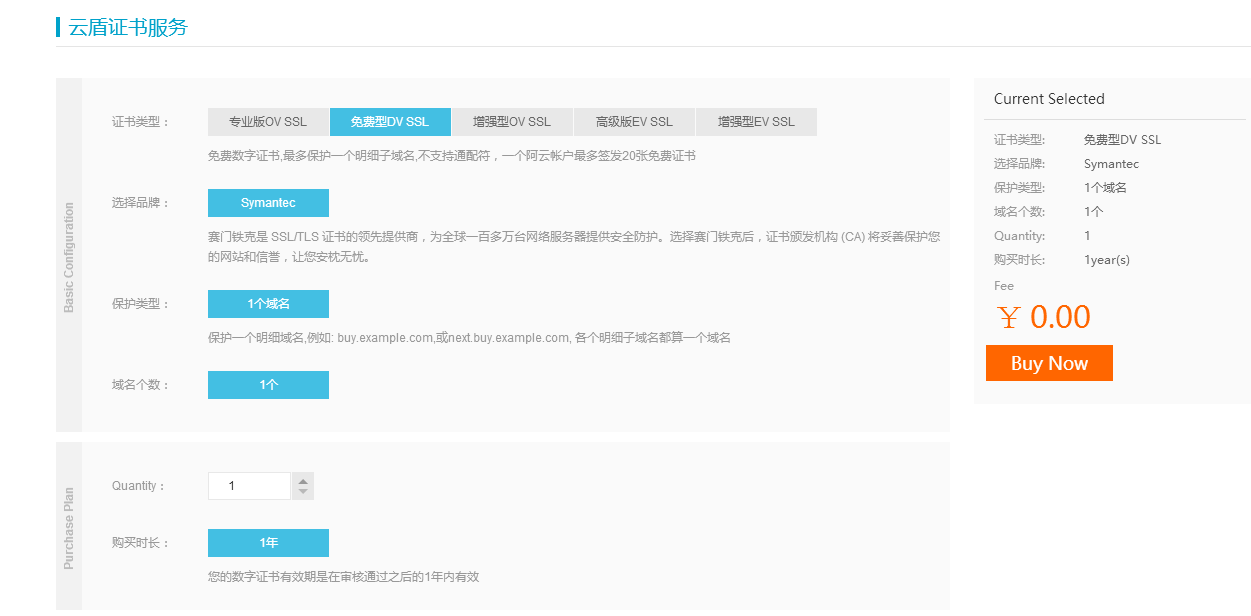 云盾证书服务
Basic Configuration
证书类型：
专业版OV SSL
免费型DV SSL
增强型OV SSL
高级版EV SSL
增强型EV SSL
免费数字证书,最多保护一个明细子域名,不支持通配符，一个阿云帐户最多签发20张免费证书
选择品牌：
Symantec
赛门铁克是 SSL/TLS 证书的领先提供商，为全球一百多万台网络服务器提供安全防护。选择赛门铁克后，证书颁发机构 (CA) 将妥善保护您
的网站和信誉，让您安枕无忧。
保护类型：
1个域名
保护一个明细域名,例如: buy.example.com,或next.buy.example.com, 各个明细子域名都算一个域名
域名个数：
1个
Purchase Plan
Quantity：
1
购买时长：
1年
您的数字证书有效期是在审核通过之后的1年内有效
Current Selected
证书类型: 免费型DV SSL
选择品牌: Symantec
保护类型: 1个域名
域名个数: 1个
Quantity: 1
购买时长: 1year(s)
Fee
￥ 0.00
Buy Now